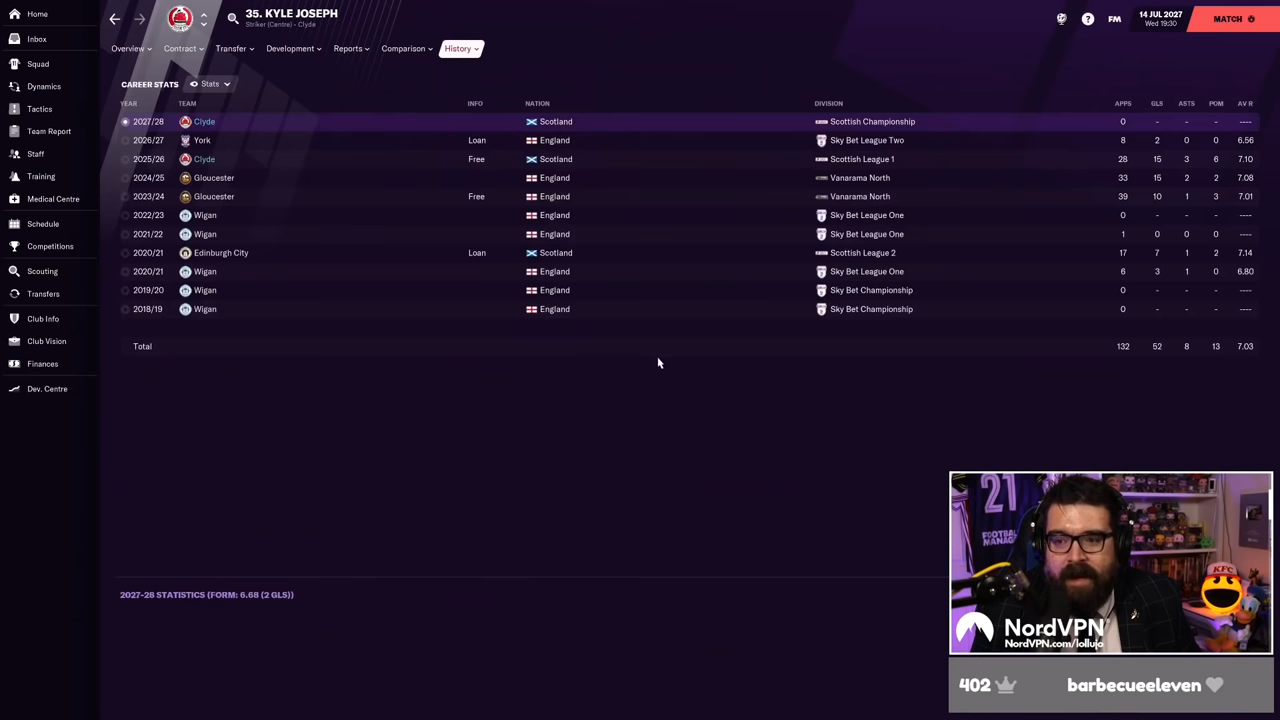 Home
Inbox
Squad
Dynamics
Tactics
Team Report
Staff
Training
Medical Centre
Schedule
Competitions
Scouting
Transfers
Club Info
Club Vision
Finances
Dev. Centre
35. KYLE JOSEPH
Striker (Centre) - Clyde
FM
14 JUL 2027
Wed 19:30
MATCH
Overview Contract Transfer Development Reports Comparison History
CAREER STATS Stats
YEAR TEAM INFO NATION DIVISION APPS GLS ASTS POM AV R
2027/28 Clyde Scotland Scottish Championship 0 - - - ----
2026/27 York Loan England Sky Bet League Two 8 2 0 0 6.56
2025/26 Clyde Free Scotland Scottish League 1 28 15 3 6 7.10
2024/25 Gloucester England Vanarama North 33 15 2 2 7.08
2023/24 Gloucester Free England Vanarama North 39 10 1 3 7.01
2022/23 Wigan England Sky Bet League One 0 - - - ----
2021/22 Wigan England Sky Bet League One 1 0 0 0 ----
2020/21 Edinburgh City Loan Scotland Scottish League 2 17 7 1 2 7.14
2020/21 Wigan England Sky Bet League One 6 3 1 0 6.80
2019/20 Wigan England Sky Bet Championship 0 - - - ----
2018/19 Wigan England Sky Bet Championship 0 - - - ----
Total 132 52 8 13 7.03
2027-28 STATISTICS (FORM: 6.68 (2 GLS))
21
FOOTBALL
MANAGER
KFC
NordVPN
NordVPN.com/lollujo
402 barbecueeleven